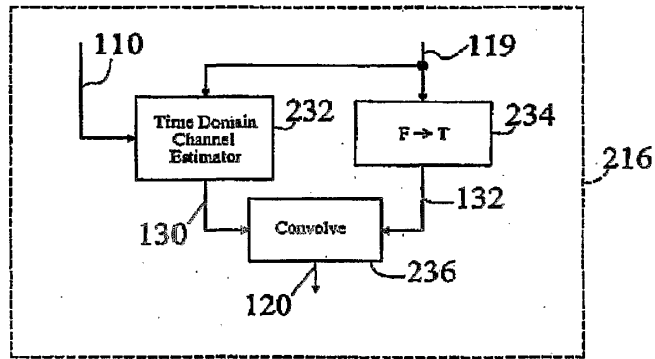 110
119
232
Time Domain
Channel
Estimator
F → T
234
216
130
132
Convolve
236
120